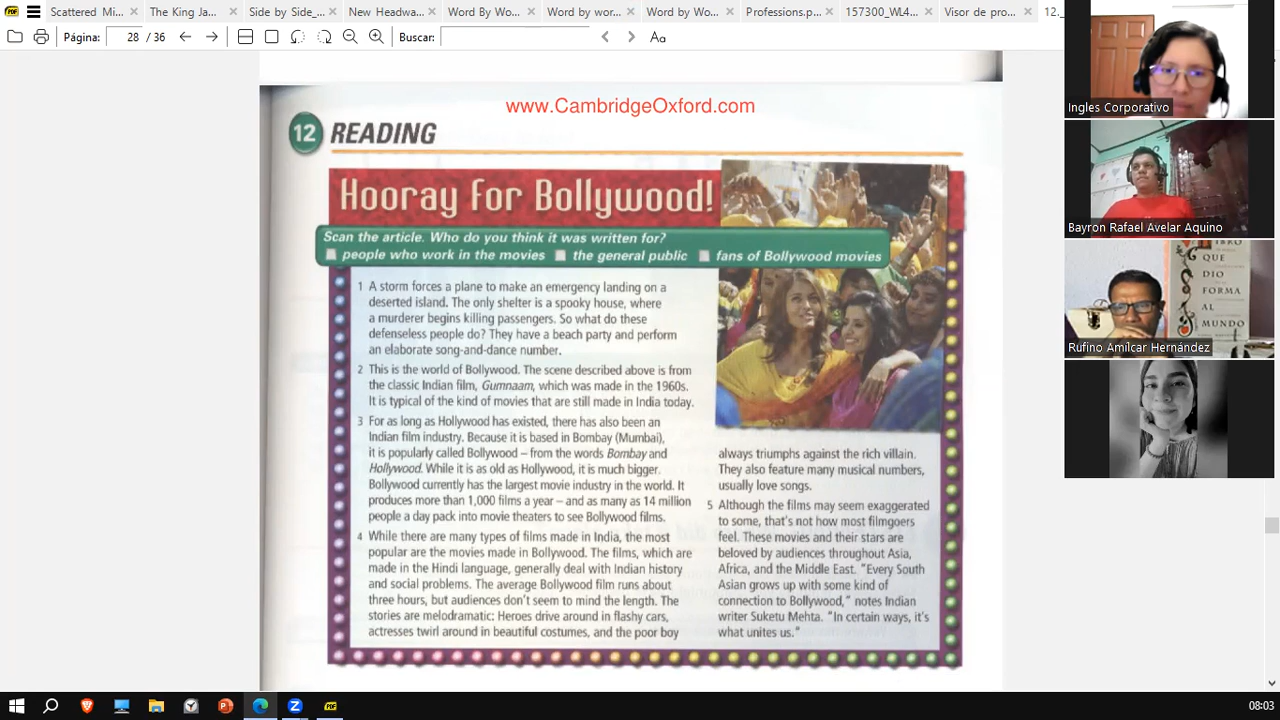 Scattered Mi...
The King Ja...
Side by Side_...
New Headwa...
Word By Wo...
Word by wor...
Word by Wo...
Professions.p...
157300_WL4...
Visor de pro...
12._
Página:
28 / 36
Buscar:
Aa
www.CambridgeOxford.com
12 READING
Hooray for Bollywood!
Scan the article. Who do you think it was written for?
people who work in the movies
the general public
fans of Bollywood movies
1 A storm forces a plane to make an emergency landing on a
deserted island. The only shelter is a spooky house, where
a murderer begins killing passengers. So what do these
defenseless people do? They have a beach party and perform
an elaborate song-and-dance number.
2 This is the world of Bollywood. The scene described above is from
the classic Indian film, Gumnaam, which was made in the 1960s.
It is typical of the kind of movies that are still made in India today.
3 For as long as Hollywood has existed, there has also been an
Indian film industry. Because it is based in Bombay (Mumbai),
it is popularly called Bollywood – from the words Bombay and
Hollywood. While it is as old as Hollywood, it is much bigger.
Bollywood currently has the largest movie industry in the world. It
produces more than 1,000 films a year – and as many as 14 million
people a day pack into movie theaters to see Bollywood films.
4 While there are many types of films made in India, the most
popular are the movies made in Bollywood. The films, which are
made in the Hindi language, generally deal with Indian history
and social problems. The average Bollywood film runs about
three hours, but audiences don't seem to mind the length. The
stories are melodramatic: Heroes drive around in flashy cars,
actresses twirl around in beautiful costumes, and the poor boy
always triumphs against the rich villain.
They also feature many musical numbers,
usually love songs.
5 Although the films may seem exaggerated
to some, that's not how most filmgoers
feel. These movies and their stars are
beloved by audiences throughout Asia,
Africa, and the Middle East. "Every South
Asian grows up with some kind of
connection to Bollywood," notes Indian
writer Suketu Mehta. "In certain ways, it's
what unites us."
Ingles Corporativo
Bayron Rafael Avelar Aquino
QUE
DIO
FORMA
AL
MUNDO
Rufino Amílcar Hernández
08:03